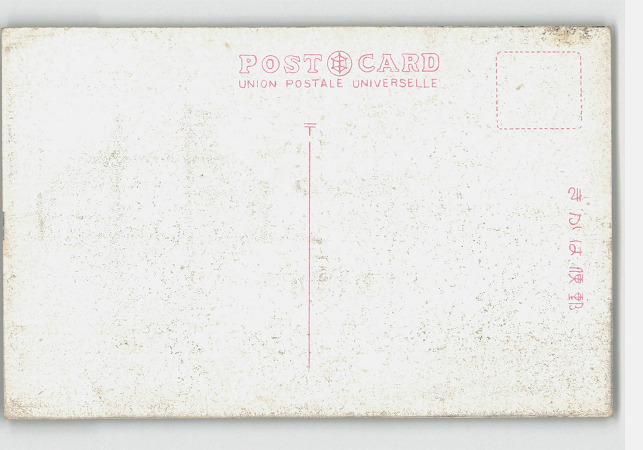 POST CARD
UNION POSTALE UNIVERSELLE
〒
きかは便郵